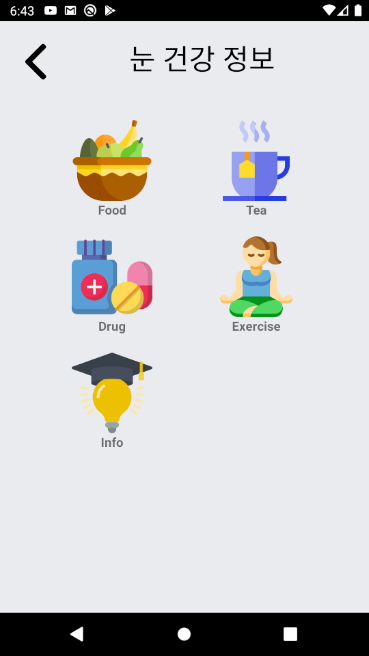 6:43
눈 건강 정보
Food
Tea
Drug
Exercise
Info